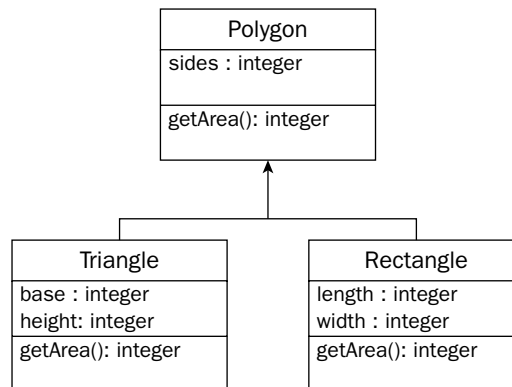 Polygon
sides : integer
getArea(): integer
Triangle
base : integer
height: integer
getArea(): integer
Rectangle
length : integer
width : integer
getArea(): integer